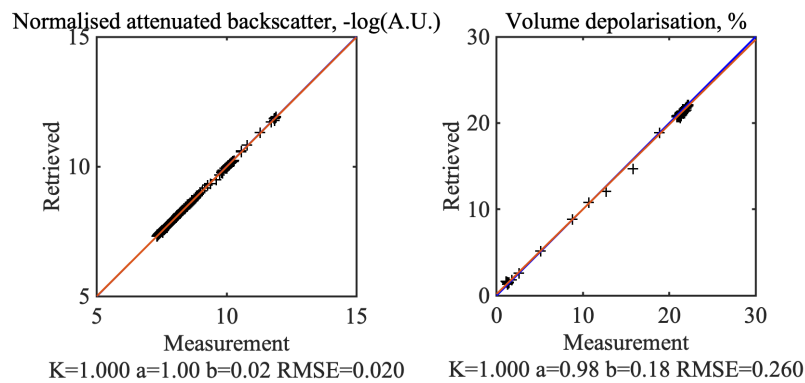 Normalised attenuated backscatter, -log(A.U.)
15
10
5
Retrieved
5 10 15
Measurement
K=1.000 a=1.00 b=0.02 RMSE=0.020
Volume depolarisation, %
30
20
10
0
Retrieved
0 10 20 30
Measurement
K=1.000 a=0.98 b=0.18 RMSE=0.260